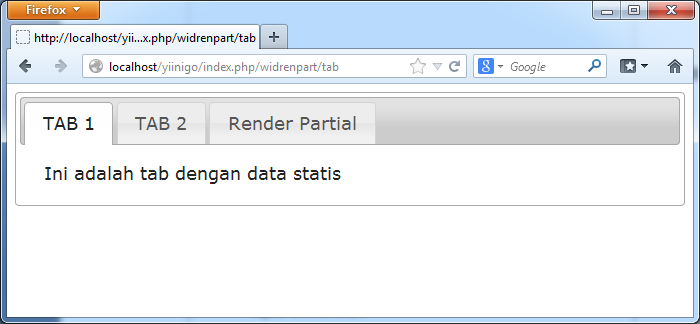 Firefox
http://localhost/yii...x.php/widrenpart/tab
localhost/yiinigo/index.php/widrenpart/tab
Google
TAB 1 TAB 2 Render Partial
Ini adalah tab dengan data statis